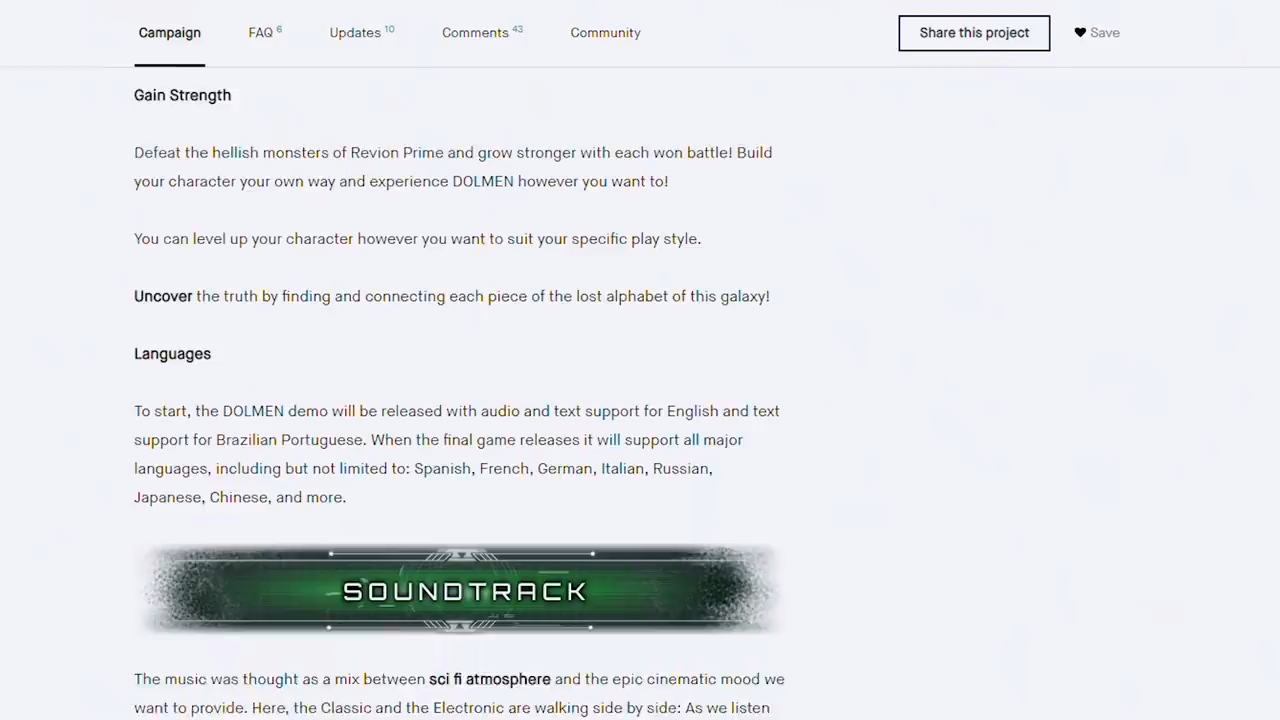 Campaign FAQ 6 Updates 10 Comments 43 Community Share this project Save
Gain Strength
Defeat the hellish monsters of Revion Prime and grow stronger with each won battle! Build
your character your own way and experience DOLMEN however you want to!
You can level up your character however you want to suit your specific play style.
Uncover the truth by finding and connecting each piece of the lost alphabet of this galaxy!
Languages
To start, the DOLMEN demo will be released with audio and text support for English and text
support for Brazilian Portuguese. When the final game releases it will support all major
languages, including but not limited to: Spanish, French, German, Italian, Russian,
Japanese, Chinese, and more.
SOUNDTRACK
The music was thought as a mix between sci fi atmosphere and the epic cinematic mood we
want to provide. Here, the Classic and the Electronic are walking side by side: As we listen